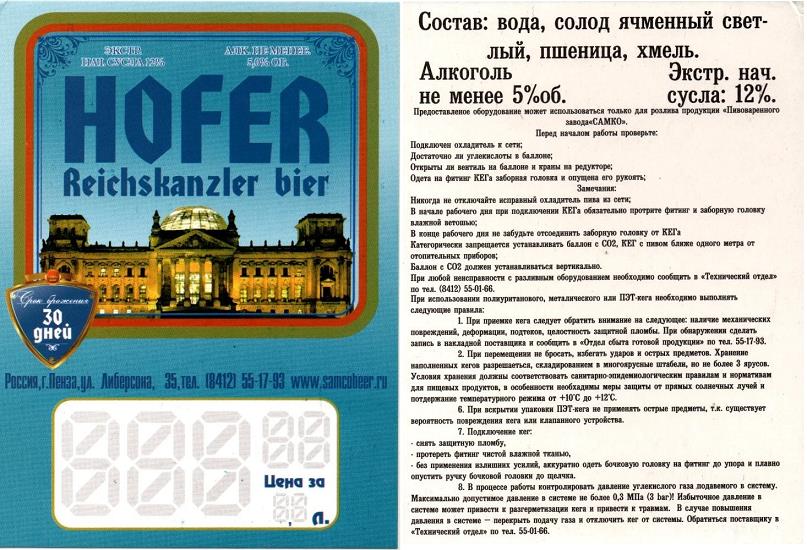 ЭКСТР.
НАЧ. СУСЛА 12%
АЛК. НЕ МЕНЕЕ.
5,0% ОБ.
HOFER
Reichskanzler bier
Срок брожения
30
дней
Россия,г.Пенза,ул. Либерсона, 35,тел. (8412) 55-17-93 www.samcobeer.ru
Цена за
, л.
Состав: вода, солод ячменный свет-
лый, пшеница, хмель.
Алкоголь
не менее 5%об.
Экстр. нач.
сусла: 12%.
Предоставленое оборудование может использоваться только для розлива продукции «Пивоваренного
завода«САМКО».
Перед началом работы проверьте:
Подключен охладитель к сети;
Достаточно ли углекислоты в баллоне;
Открыты ли вентиль на баллоне и краны на редукторе;
Одета на фитинг КЕГа заборная головка и опущена его рукоять;
Замечания:
Никогда не отключайте исправный охладитель пива из сети;
В начале рабочего дня при подключении КЕГа обязательно протрите фитинг и заборную головку
влажной ветошью;
В конце рабочего дня не забудьте отсоединить заборную головку от КЕГа
Категорически запрещается устанавливать баллон с СО2, КЕГ с пивом ближе одного метра от
отопительных приборов;
Баллон с СО2 должен устанавливаться вертикально.
При любой неисправности с разливным оборудованием необходимо сообщить в «Технический отдел»
по тел. (8412) 55-01-66.
При использовании полиуританового, металического или ПЭТ-кега необходимо выполнять
следующие правила:
1. При приемке кега следует обратить внимание на следующее: наличие механических
повреждений, деформации, подтеков, целостность защитной пломбы. При обнаружении сделать
запись в накладной поставщика и сообщить в «Отдел сбыта готовой продукции» по тел. 55-17-93.
2. При перемещении не бросать, избегать ударов и острых предметов. Хранение
наполненных кегов разрешается, складированием в многоярусные штабели, но не более 3 ярусов.
Условия хранения должны соответствовать санитарно-эпидемиологическим правилам и нормативам
для пищевых продуктов, в особенности необходимы меры защиты от прямых солнечных лучей и
потдержание температурного режима от +10°С до +12°С.
6. При вскрытии упаковки ПЭТ-кега не применять острые предметы, т.к. существует
вероятность повреждения кега или клапанного устройства.
7. Подключение кег:
- снять защитную пломбу,
- протереть фитинг чистой влажной тканью,
- без применения излишних усилий, аккуратно одеть бочковую головку на фитинг до упора и плавно
опустить ручку бочковой головки до щелчка.
8. В процессе работы контролировать давление углекислого газа подаваемого в систему.
Максимально допустимое давление в системе не более 0,3 МПа (3 bar)! Избыточное давление в
системе может привести к разгерметизации кега и привести к травмам. В случае повышения
давления в системе – перекрыть подачу газа и отключить кег от системы. Обратиться поставщику в
«Технический отдел» по тел. 55-01-66.